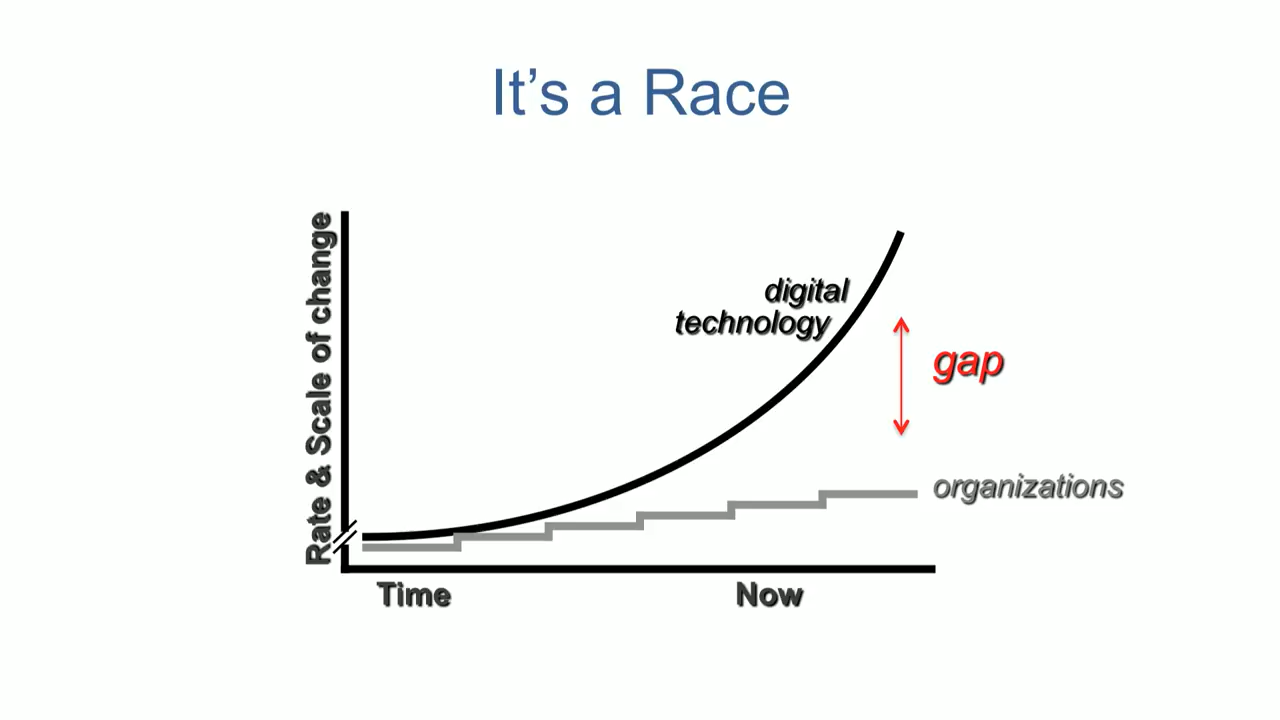 It’s a Race
Rate & Scale of change
digital
technology
gap
organizations
Time
Now